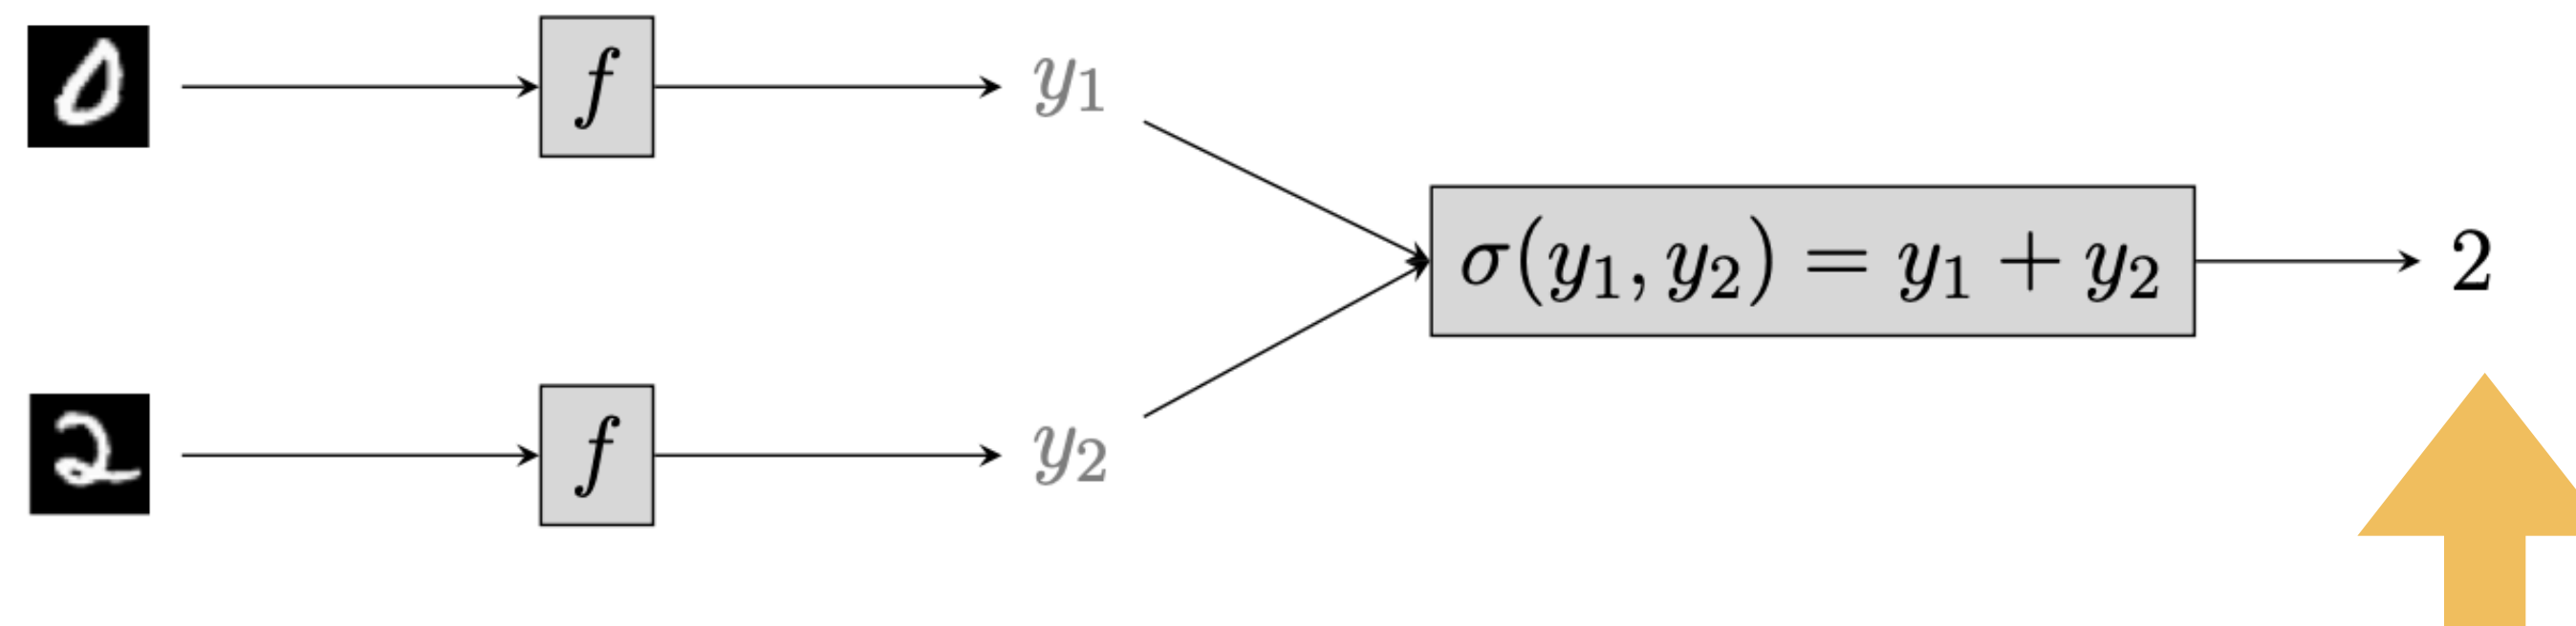 0
f
y₁
σ(y₁, y₂) = y₁ + y₂
2
2
f
y₂